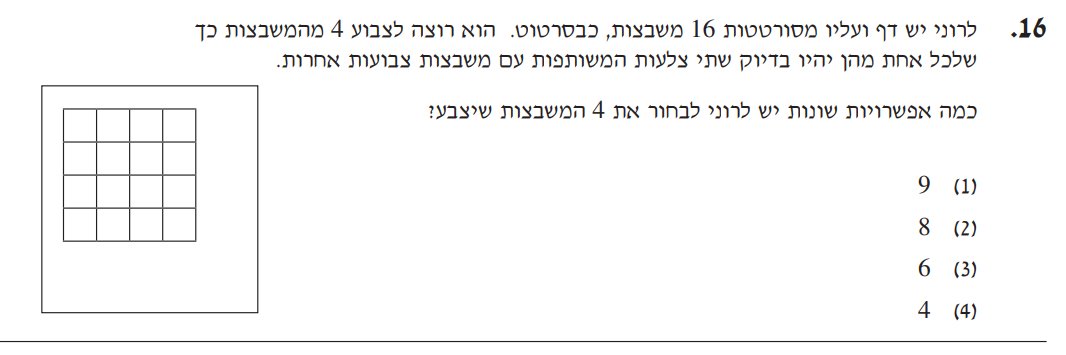 16. לרוני יש דף ועליו מסורטטות 16 משבצות, כבסרטוט. הוא רוצה לצבוע 4 מהמשבצות כך
שלכל אחת מהן יהיו בדיוק שתי צלעות המשותפות עם משבצות צבועות אחרות.
כמה אפשרויות שונות יש לרוני לבחור את 4 המשבצות שיצבע?
(1) 9
(2) 8
(3) 6
(4) 4